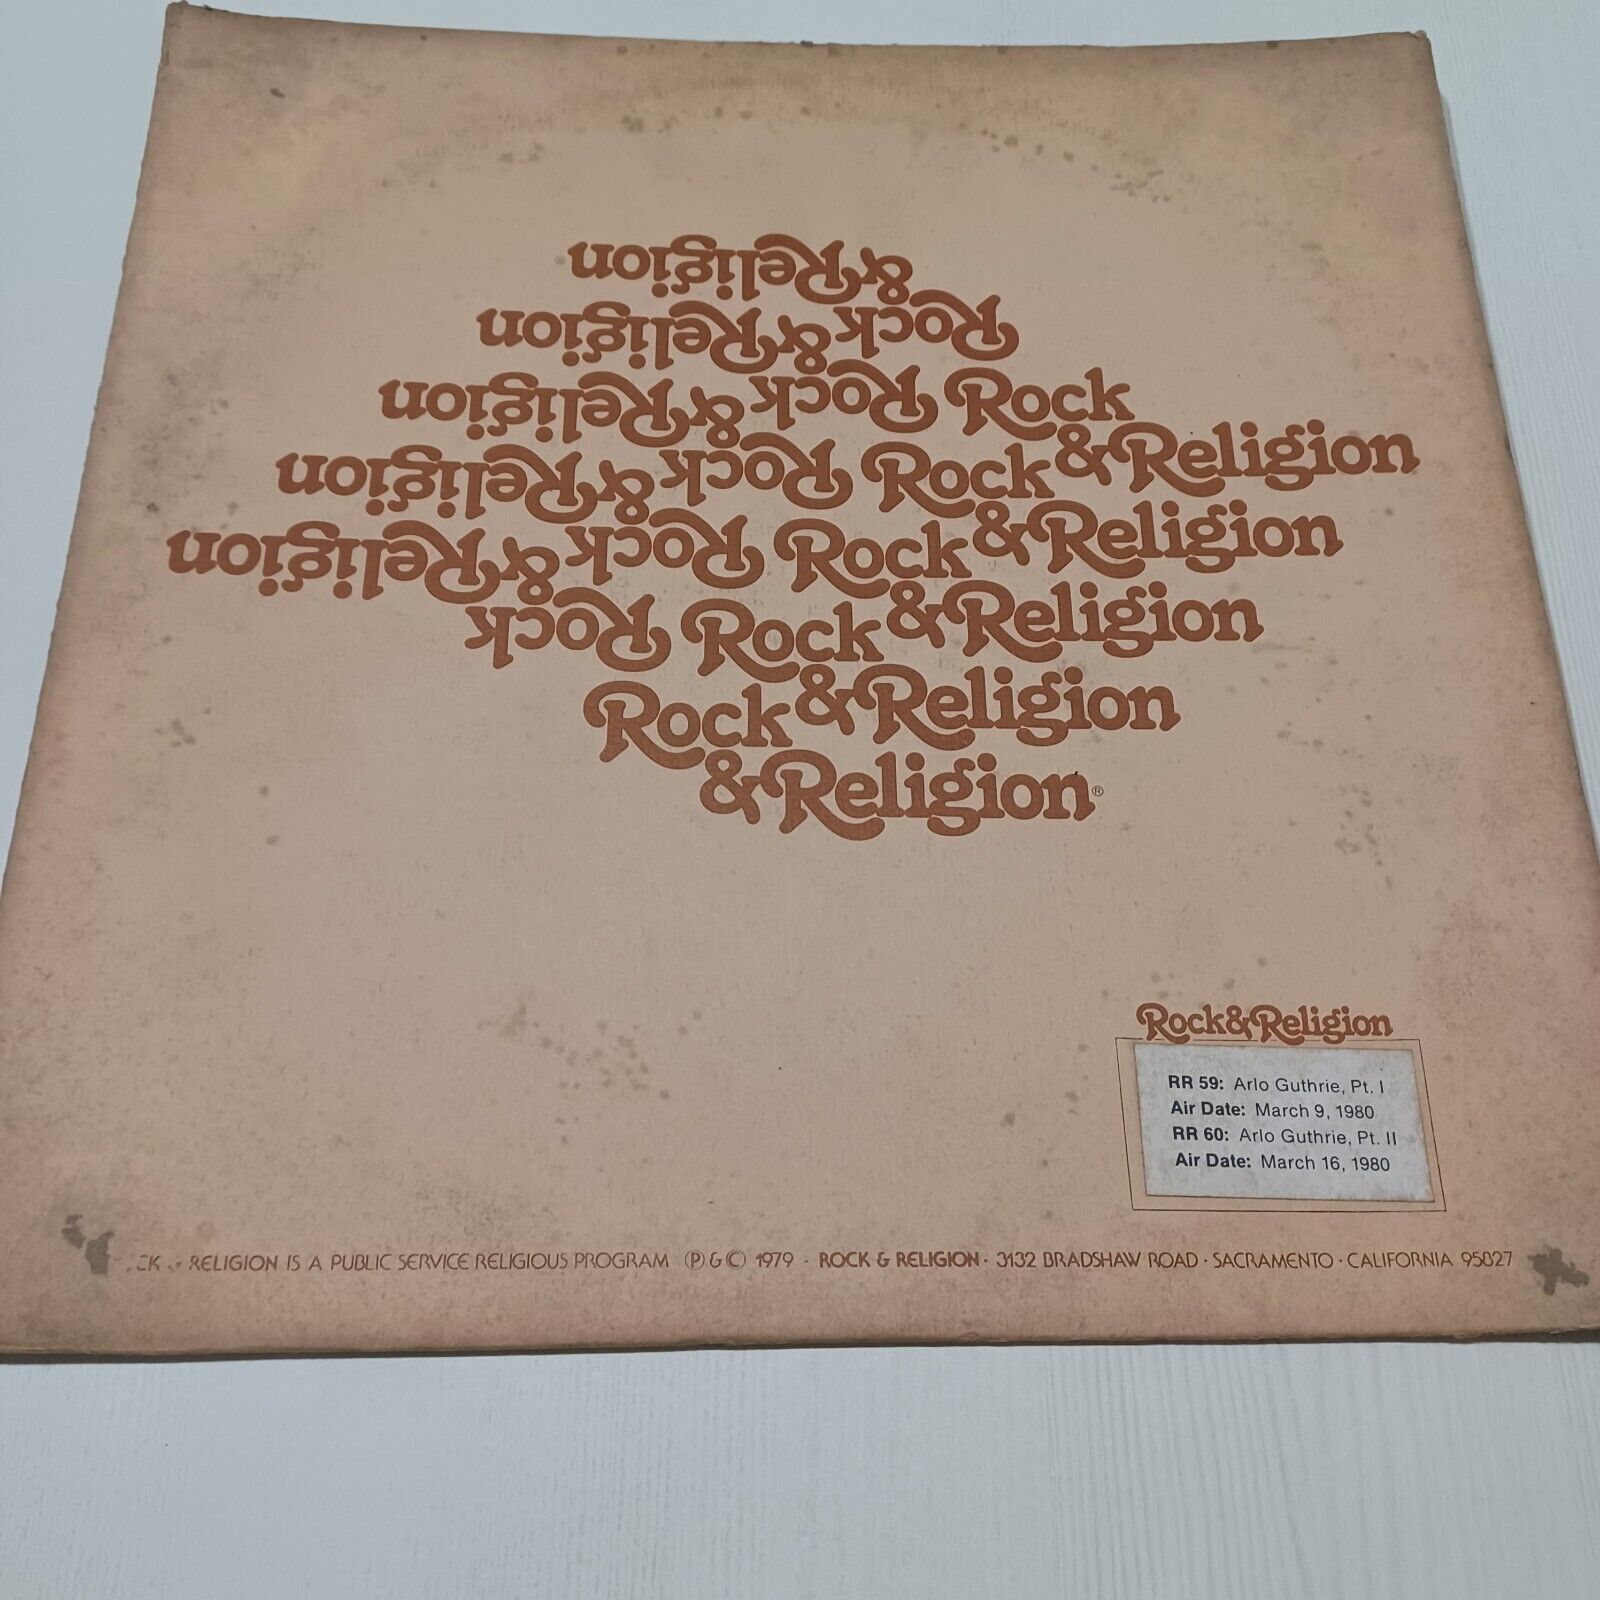 &Religion
Rock&Religion
Rock&Religion
Rock
Rock&Religion
Rock
&Religion
Rock&Religion
Rock
&Religion
Rock
Rock
&Religion
Rock
&Religion
Rock
&Religion®
Rock&Religion
RR 59: Arlo Guthrie, Pt. I
Air Date: March 9, 1980
RR 60: Arlo Guthrie, Pt. II
Air Date: March 16, 1980
& RELIGION IS A PUBLIC SERVICE RELIGIOUS PROGRAM Ⓟ & © 1979 · ROCK & RELIGION · 3132 BRADSHAW ROAD · SACRAMENTO · CALIFORNIA 95827